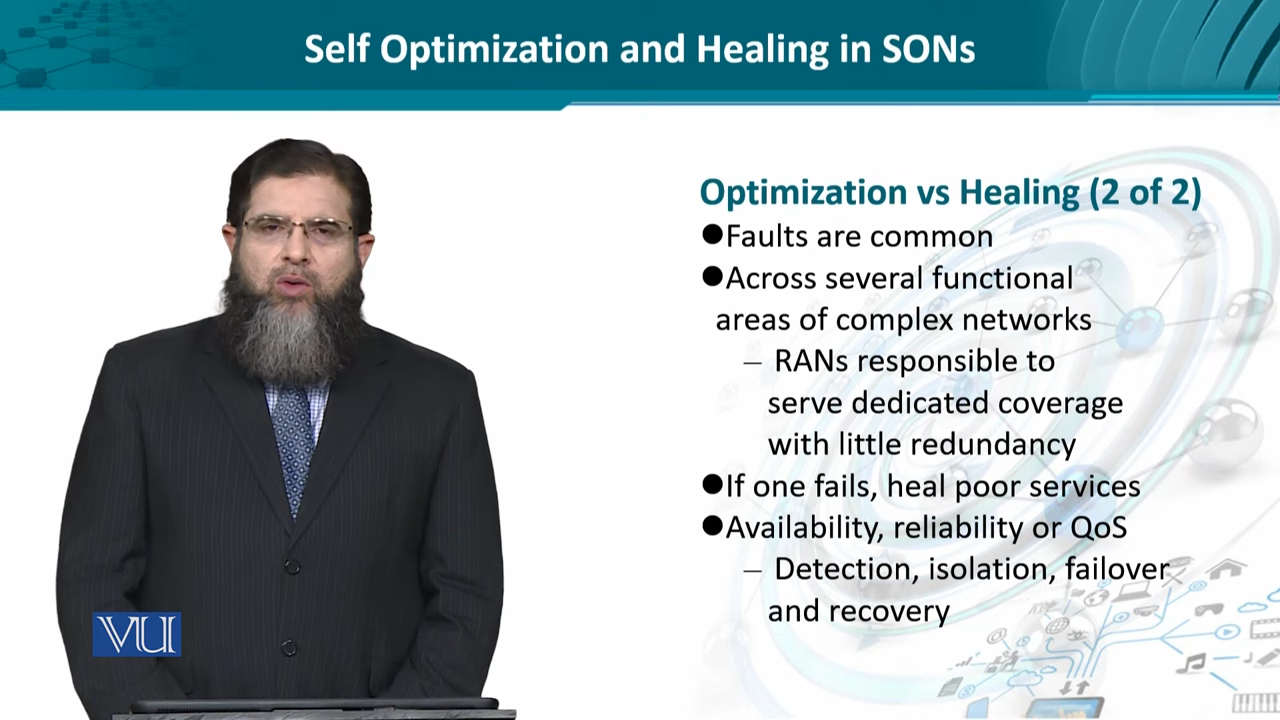 Self Optimization and Healing in SONs
Optimization vs Healing (2 of 2)
●Faults are common
●Across several functional
areas of complex networks
– RANs responsible to
serve dedicated coverage
with little redundancy
●If one fails, heal poor services
●Availability, reliability or QoS
– Detection, isolation, failover
and recovery
VU